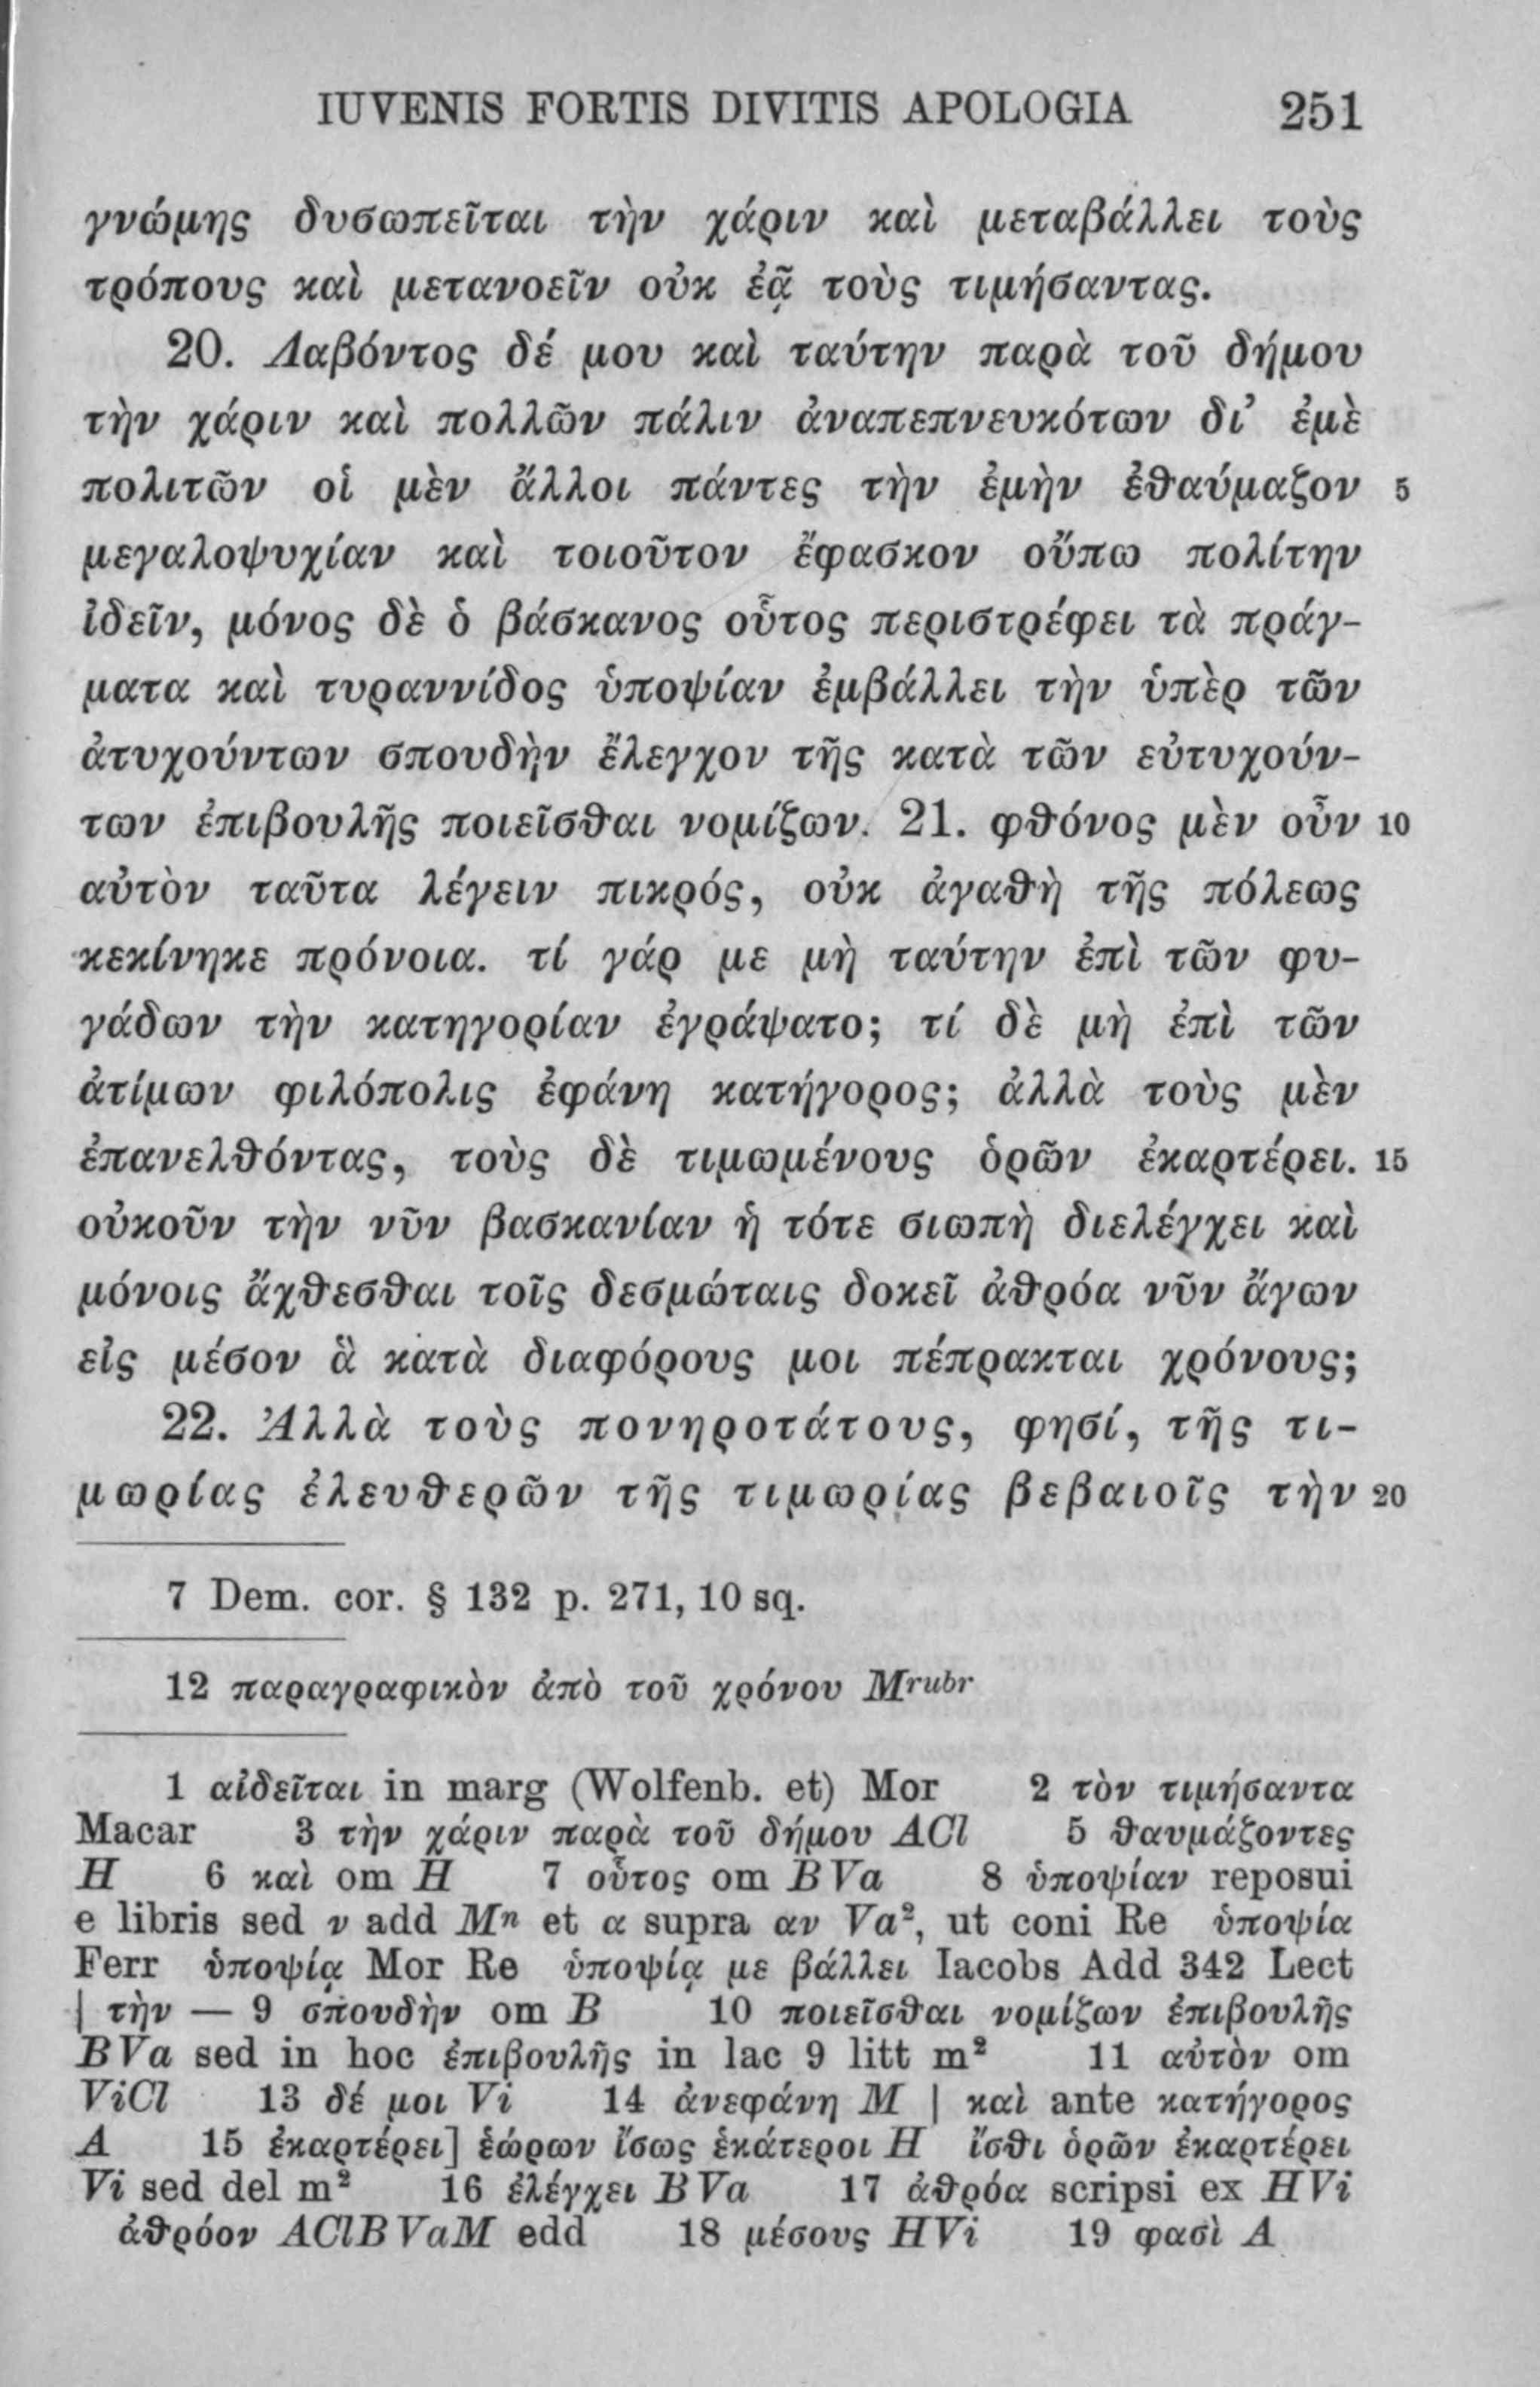 IUVENIS FORTIS DIVITIS APOLOGIA 251
γνώμης δυσωπεῖται τὴν χάριν καὶ μεταβάλλει τοὺς
τρόπους καὶ μετανοεῖν οὐκ ἐᾷ τοὺς τιμήσαντας.
20. Λαβόντος δέ μου καὶ ταύτην παρὰ τοῦ δήμου
τὴν χάριν καὶ πολλῶν πάλιν ἀναπεπνευκότων δι’ ἐμὲ
πολιτῶν οἱ μὲν ἄλλοι πάντες τὴν ἐμὴν ἐθαύμαζον 5
μεγαλοψυχίαν καὶ τοιοῦτον ἔφασκον οὔπω πολίτην
ἰδεῖν, μόνος δὲ ὁ βάσκανος οὗτος περιστρέφει τὰ πράγ-
ματα καὶ τυραννίδος ὑποψίαν ἐμβάλλει τὴν ὑπὲρ τῶν
ἀτυχούντων σπουδὴν ἔλεγχον τῆς κατὰ τῶν εὐτυχούν-
των ἐπιβουλῆς ποιεῖσθαι νομίζων. 21. φθόνος μὲν οὖν 10
αὐτὸν ταῦτα λέγειν πικρός, οὐκ ἀγαθὴ τῆς πόλεως
κεκίνηκε πρόνοια. τί γάρ με μὴ ταύτην ἐπὶ τῶν φυ-
γάδων τὴν κατηγορίαν ἐγράψατο; τί δὲ μὴ ἐπὶ τῶν
ἀτίμων φιλόπολις ἐφάνη κατήγορος; ἀλλὰ τοὺς μὲν
ἐπανελθόντας, τοὺς δὲ τιμωμένους ὁρῶν ἐκαρτέρει. 15
οὐκοῦν τὴν νῦν βασκανίαν ἡ τότε σιωπὴ διελέγχει καὶ
μόνοις ἄχθεσθαι τοῖς δεσμώταις δοκεῖ ἀθρόα νῦν ἄγων
εἰς μέσον ἃ κατὰ διαφόρους μοι πέπρακται χρόνους;
22. Ἀλλὰ τοὺς πονηροτάτους, φησί, τῆς τι-
μωρίας ἐλευθερῶν τῆς τιμωρίας βεβαιοῖς τὴν 20
7 Dem. cor. § 132 p. 271, 10 sq.
12 παραγραφικὸν ἀπὸ τοῦ χρόνου Mrubr
1 αἰδεῖται in marg (Wolfenb. et) Mor 2 τὸν τιμήσαντα
Macar 3 τὴν χάριν παρὰ τοῦ δήμου ACl 5 θαυμάζοντες
H 6 καὶ om H 7 οὗτος om BVa 8 ὑποψίαν reposui
e libris sed ν add Mⁿ et α supra αν Va², ut coni Re ὑποψία
Ferr ὑποψίᾳ Mor Re ὑποψίᾳ με βάλλει Iacobs Add 342 Lect
| τὴν — 9 σπουδὴν om B 10 ποιεῖσθαι νομίζων ἐπιβουλῆς
BVa sed in hoc ἐπιβουλῆς in lac 9 litt m² 11 αὐτὸν om
ViCl 13 δέ μοι Vi 14 ἀνεφάνη M | καὶ ante κατήγορος
A 15 ἐκαρτέρει] ἑώρων ἴσως ἑκάτεροι H ἴσθι ὁρῶν ἐκαρτέρει
Vi sed del m² 16 ἐλέγχει BVa 17 ἀθρόα scripsi ex HVi
ἀθρόον AClBVaM edd 18 μέσους HVi 19 φασὶ A